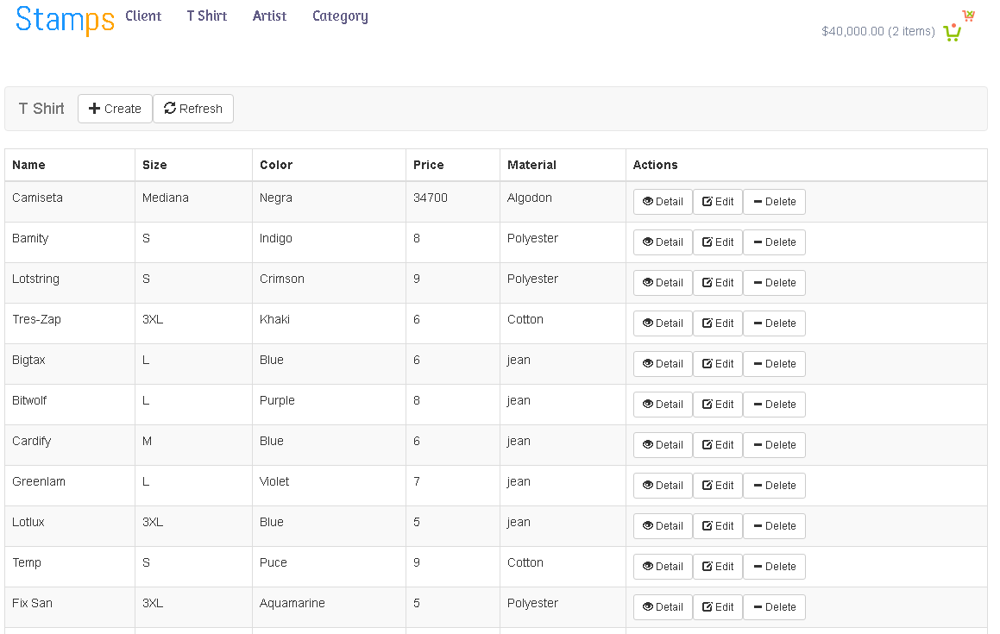 Stamps Client T Shirt Artist Category
$40,000.00 (2 items)
T Shirt Create Refresh
Name Size Color Price Material Actions
Camiseta Mediana Negra 34700 Algodon Detail Edit Delete
Bamity S Indigo 8 Polyester Detail Edit Delete
Lotstring S Crimson 9 Polyester Detail Edit Delete
Tres-Zap 3XL Khaki 6 Cotton Detail Edit Delete
Bigtax L Blue 6 jean Detail Edit Delete
Bitwolf L Purple 8 jean Detail Edit Delete
Cardify M Blue 6 jean Detail Edit Delete
Greenlam L Violet 7 jean Detail Edit Delete
Lotlux 3XL Blue 5 jean Detail Edit Delete
Temp S Puce 9 Cotton Detail Edit Delete
Fix San 3XL Aquamarine 5 Polyester Detail Edit Delete